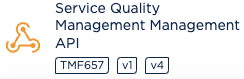 Service Quality
Management Management
API
TMF657 v1 v4